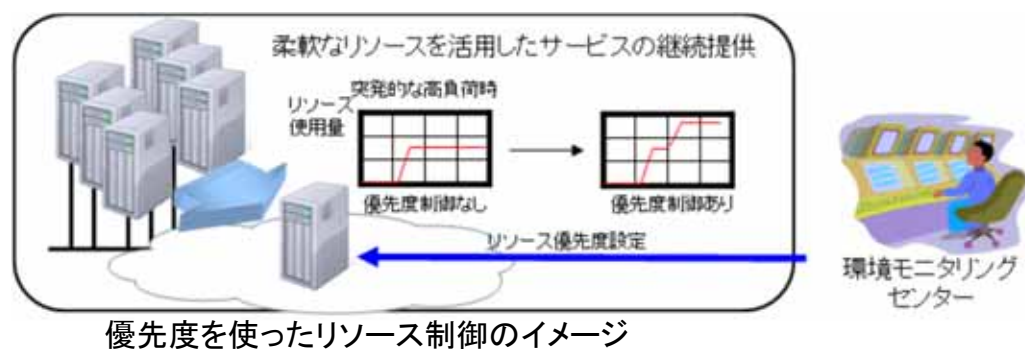 柔軟なリソースを活用したサービスの継続提供
突発的な高負荷時
リソース
使用量
優先度制御なし
優先度制御あり
リソース優先度設定
環境モニタリング
センター
優先度を使ったリソース制御のイメージ